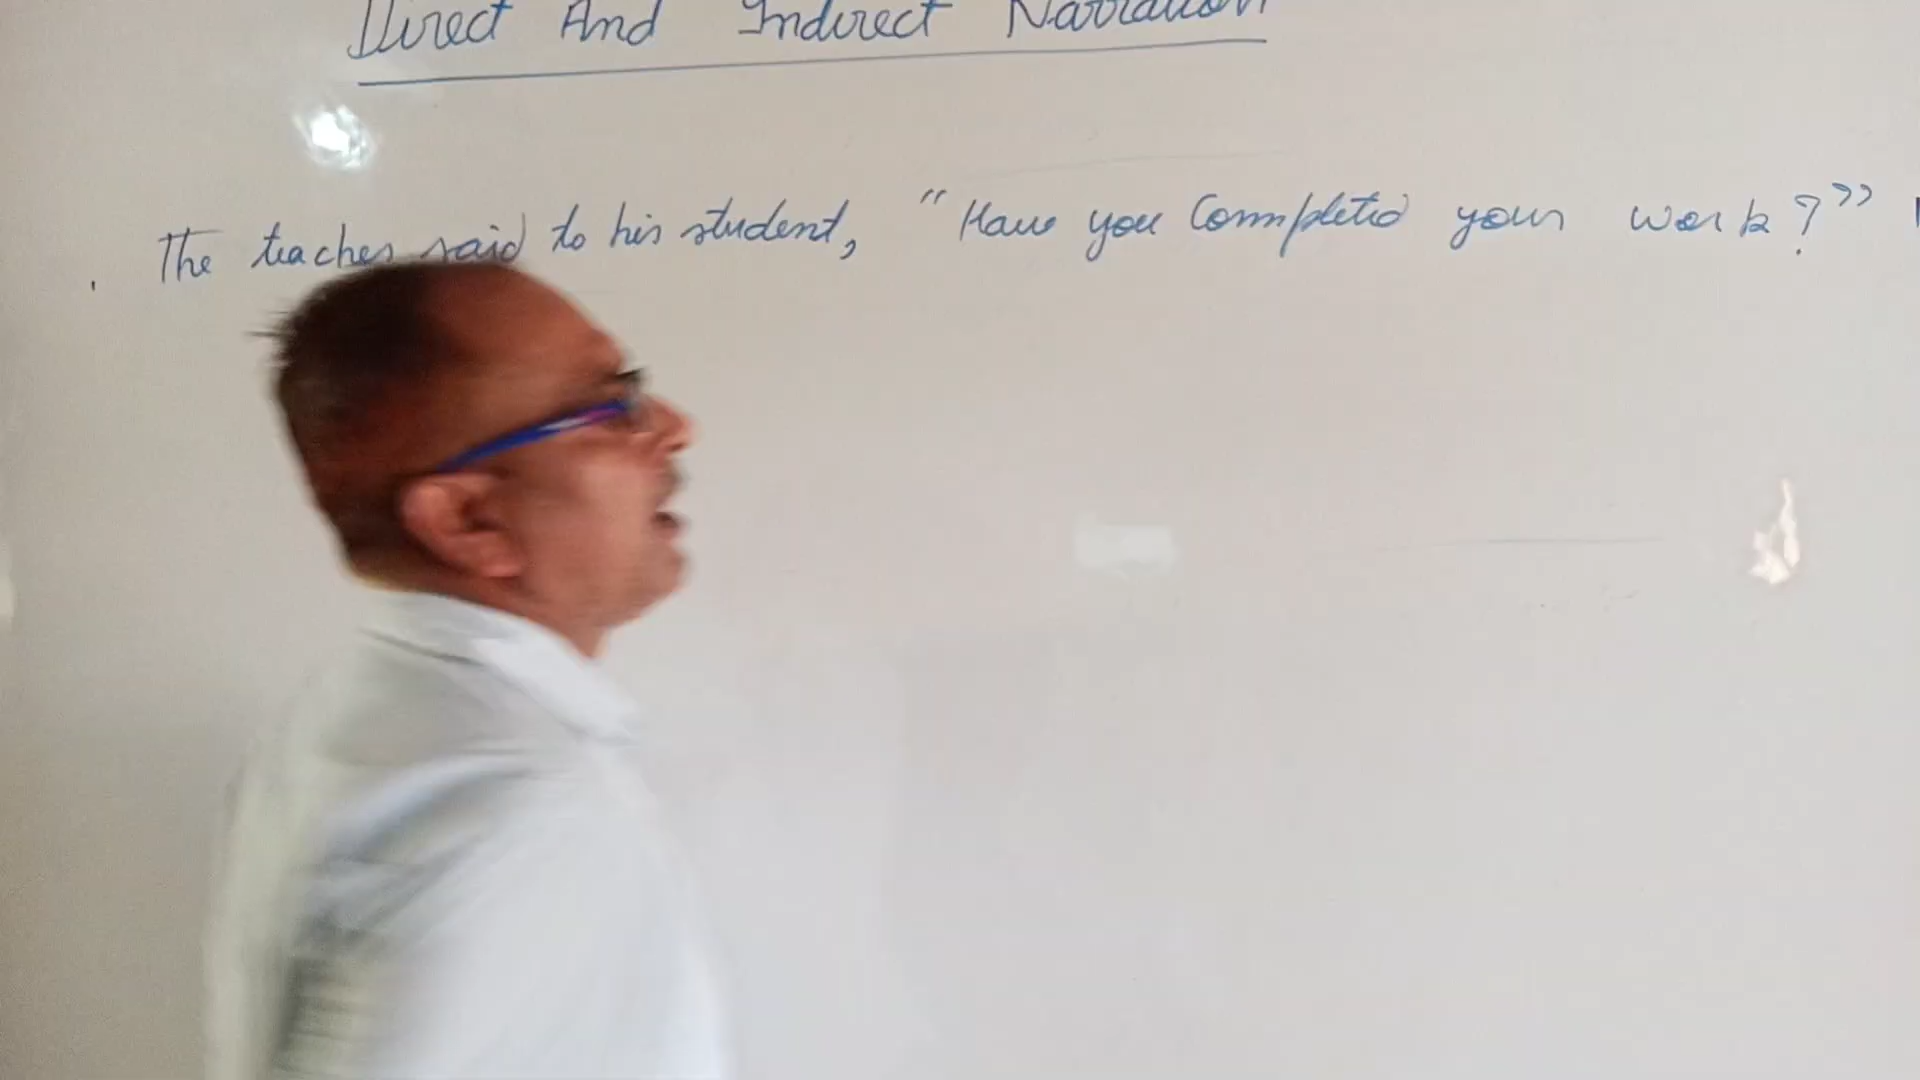 Direct And Indirect Narration
The teacher said to his student, "Have you Completed your work?"